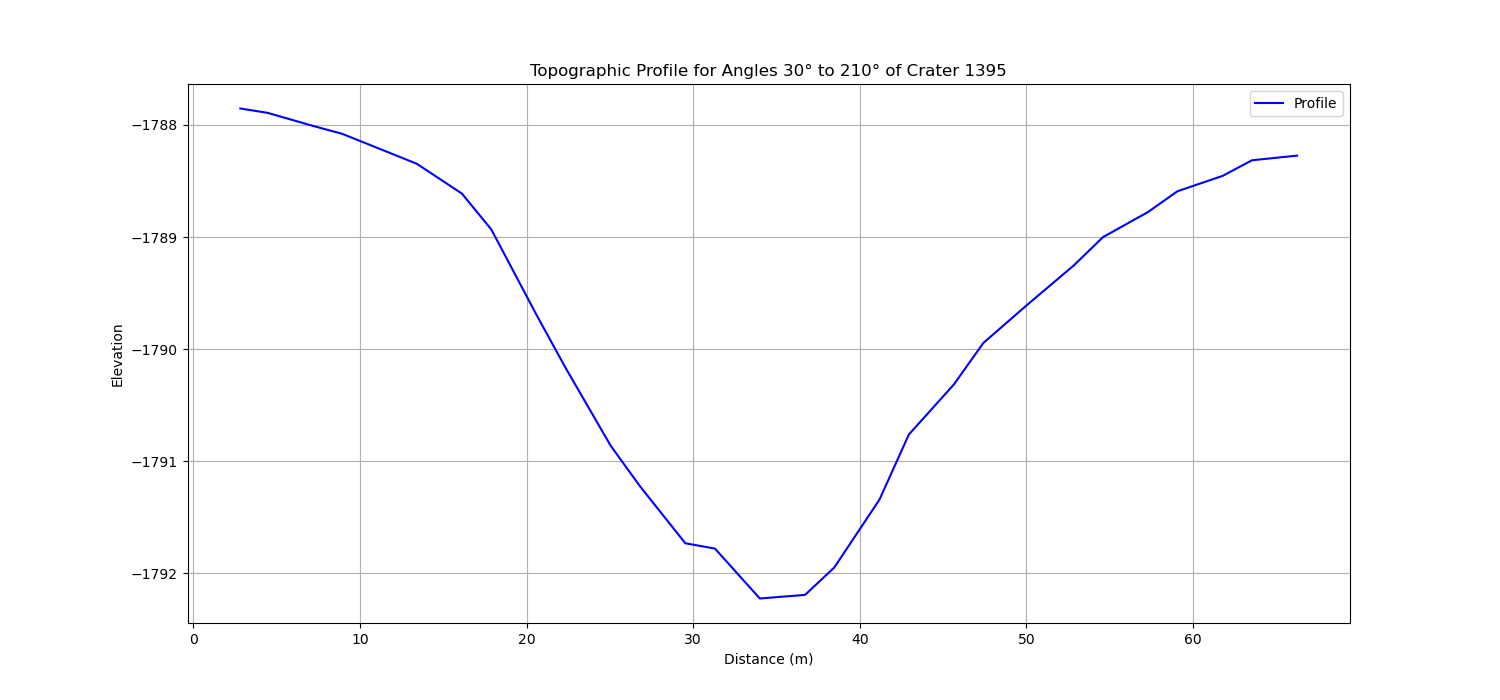 Topographic Profile for Angles 30° to 210° of Crater 1395
Profile
Elevation
−1788
−1789
−1790
−1791
−1792
0 10 20 30 40 50 60
Distance (m)